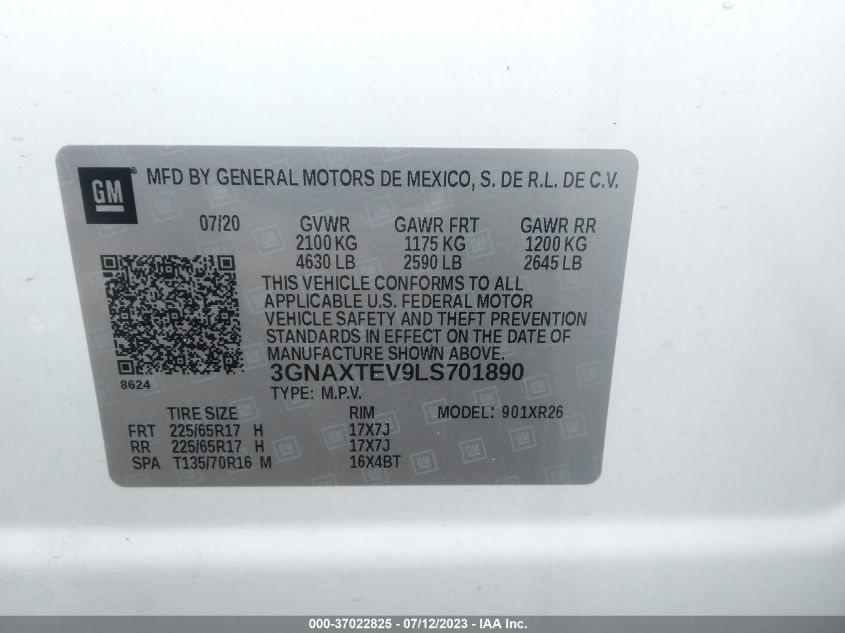 GM ® MFD BY GENERAL MOTORS DE MEXICO, S. DE R.L. DE C.V.
07/20 GVWR GAWR FRT GAWR RR
2100 KG 1175 KG 1200 KG
4630 LB 2590 LB 2645 LB
THIS VEHICLE CONFORMS TO ALL
APPLICABLE U.S. FEDERAL MOTOR
VEHICLE SAFETY AND THEFT PREVENTION
STANDARDS IN EFFECT ON THE DATE OF
MANUFACTURE SHOWN ABOVE.
3GNAXTEV9LS701890
8624
TYPE: M.P.V.
TIRE SIZE RIM MODEL: 901XR26
FRT 225/65R17 H 17X7J
RR 225/65R17 H 17X7J
SPA T135/70R16 M 16X4BT
000-37022825 - 07/12/2023 - IAA, Inc.